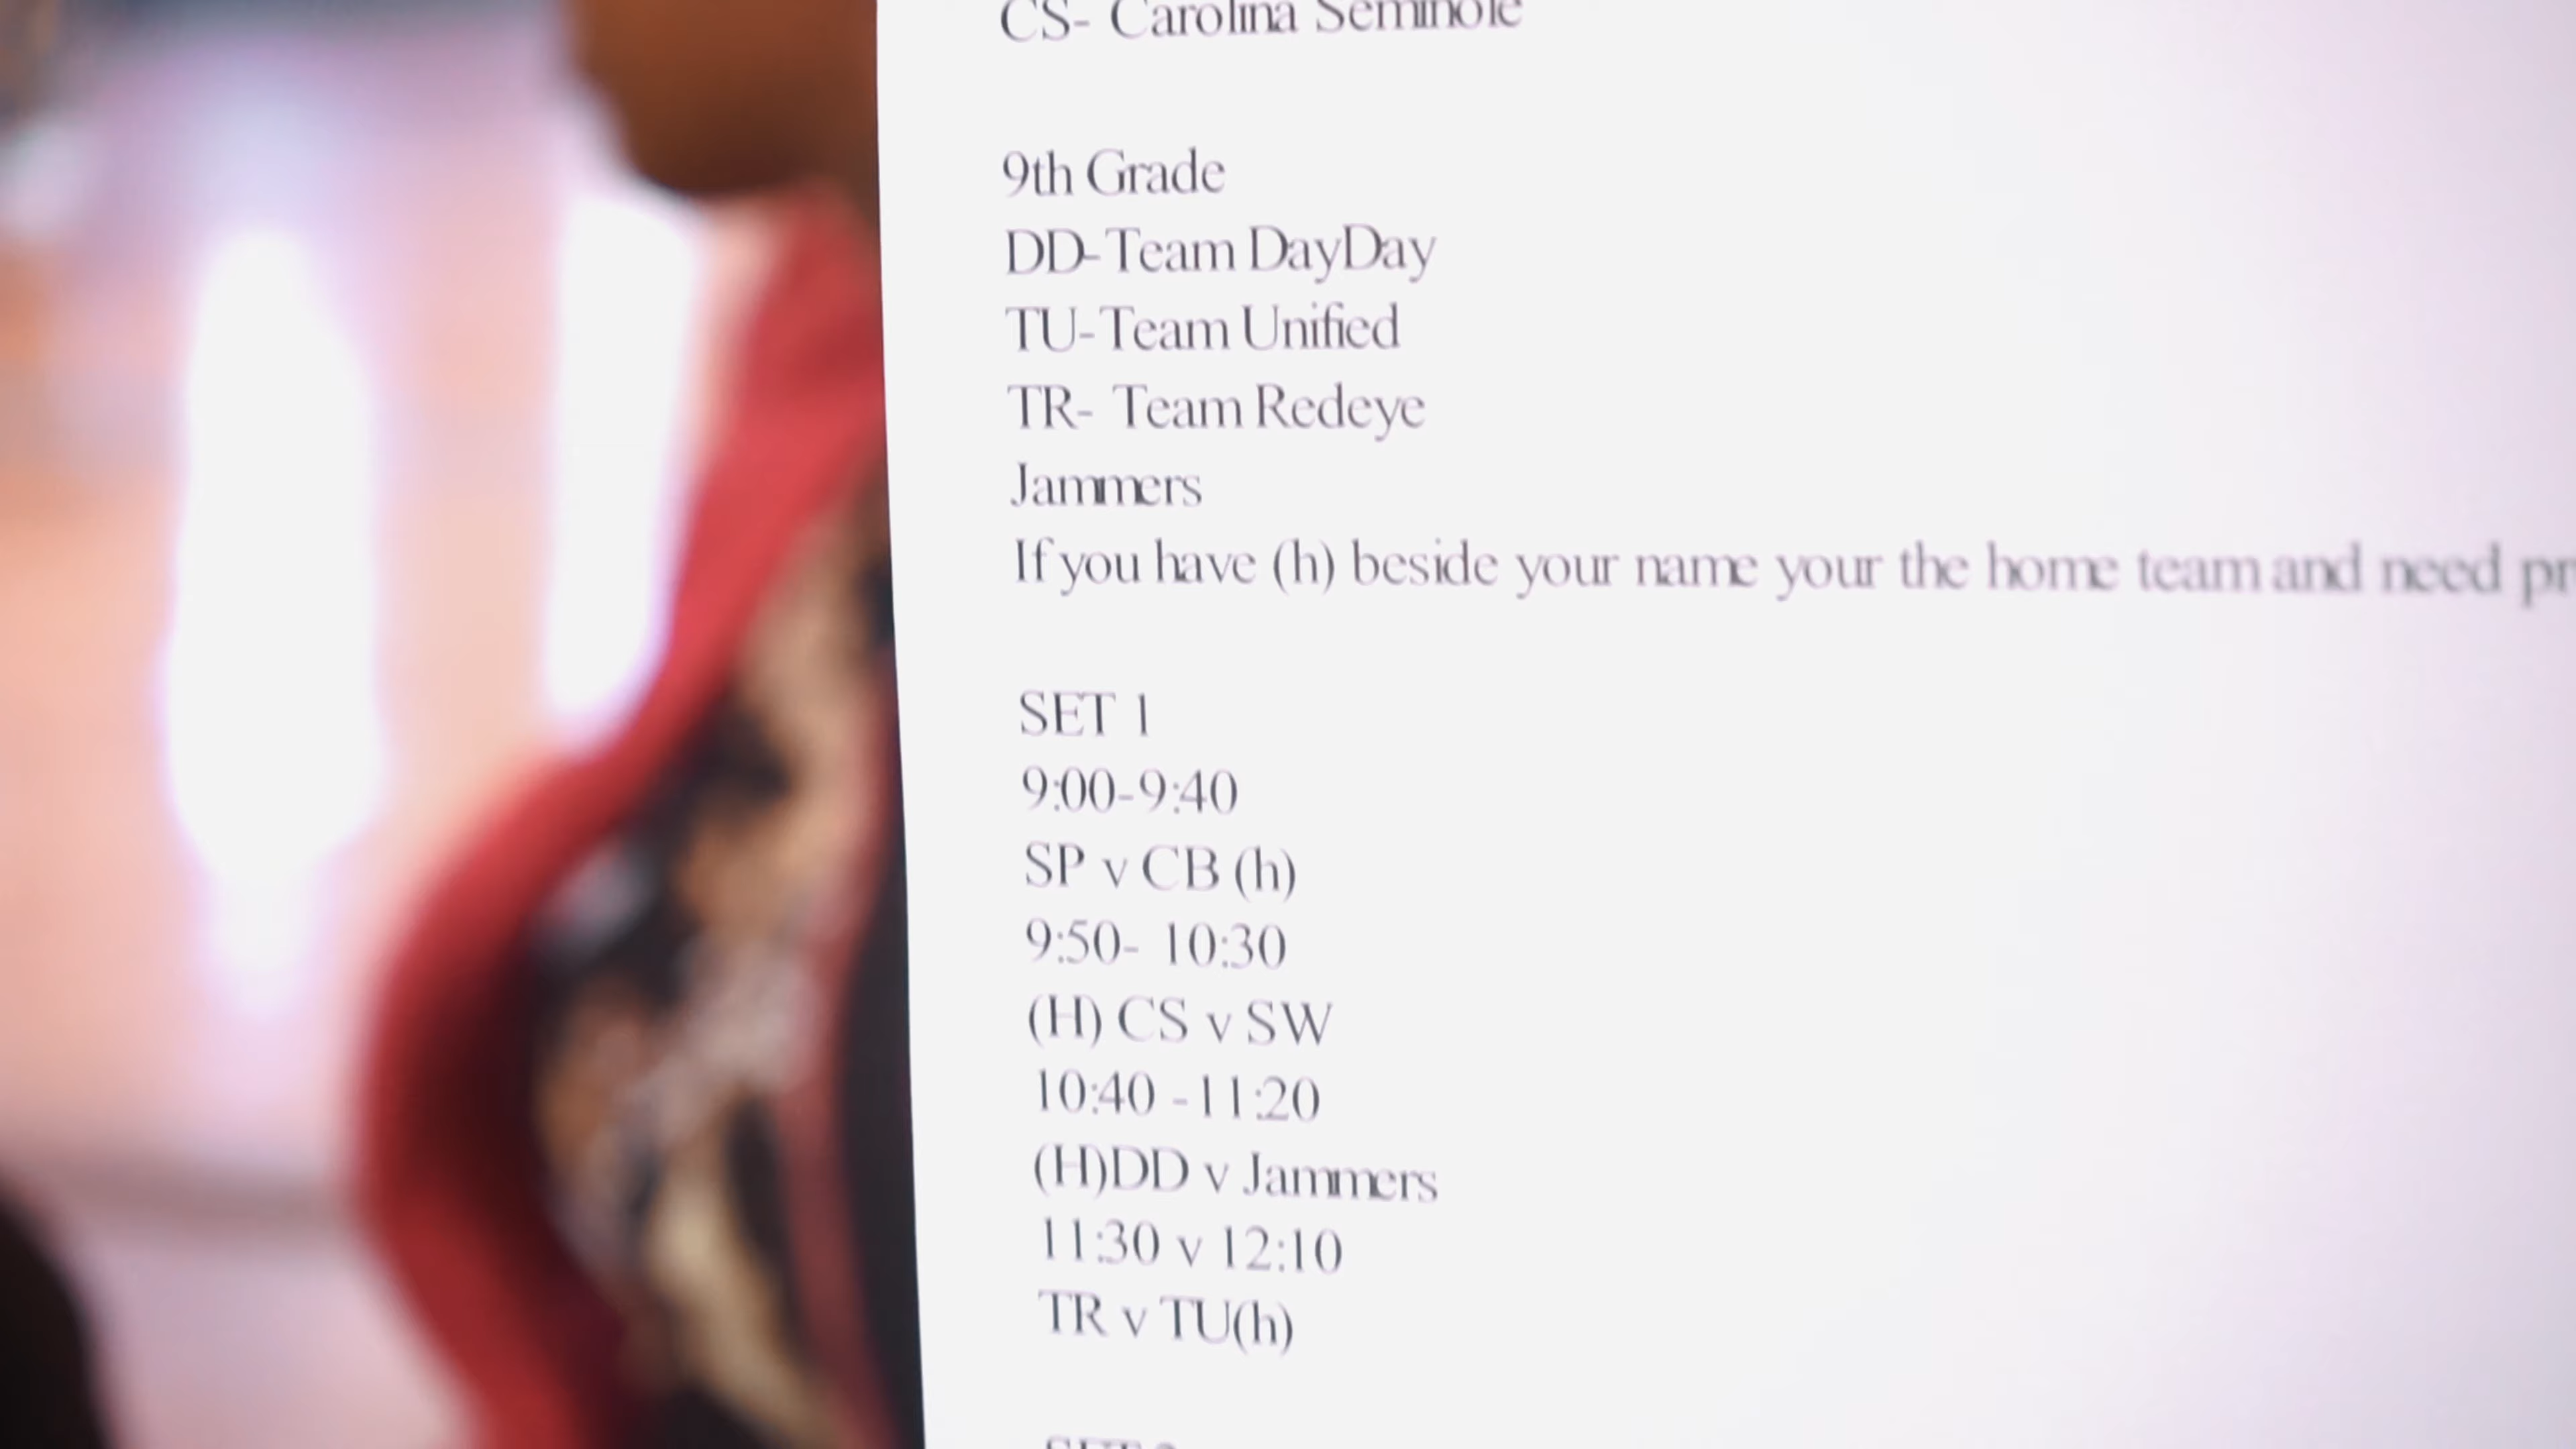 CS- Carolina Seminole
9th Grade
DD-Team DayDay
TU-Team Unified
TR- Team Redeye
Jammers
If you have (h) beside your name your the home team and need
SET 1
9:00-9:40
SP v CB (h)
9:50- 10:30
(H) CS v SW
10:40 -11:20
(H)DD v Jammers
11:30 v 12:10
TR v TU(h)